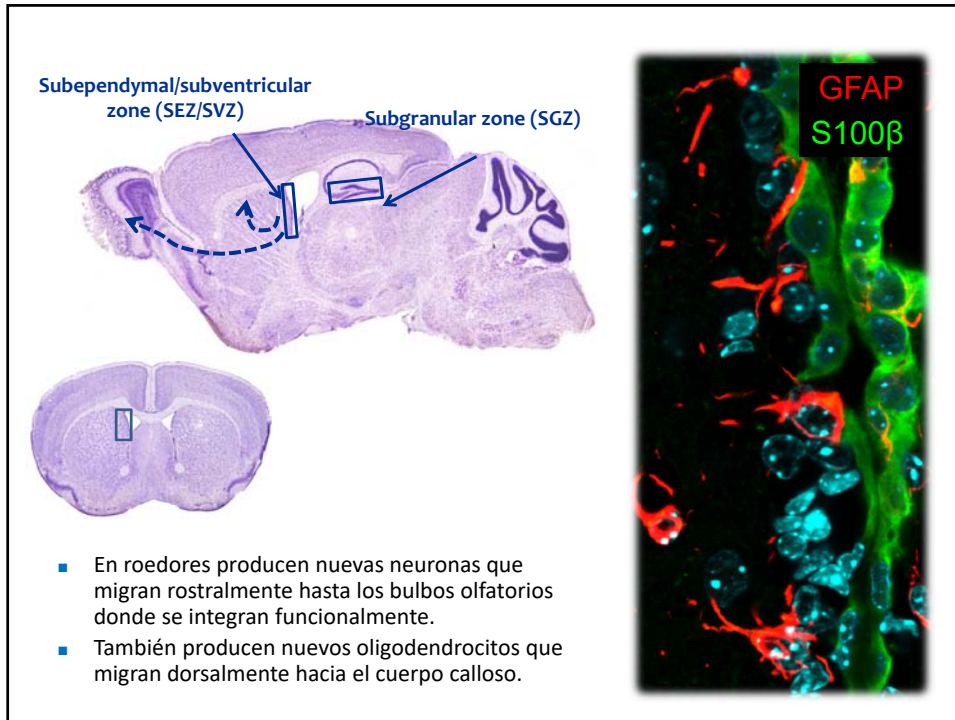 Subependymal/subventricular
zone (SEZ/SVZ)
Subgranular zone (SGZ)
GFAP
S100β
En roedores producen nuevas neuronas que
migran rostralmente hasta los bulbos olfatorios
donde se integran funcionalmente.
También producen nuevos oligodendrocitos que
migran dorsalmente hacia el cuerpo calloso.